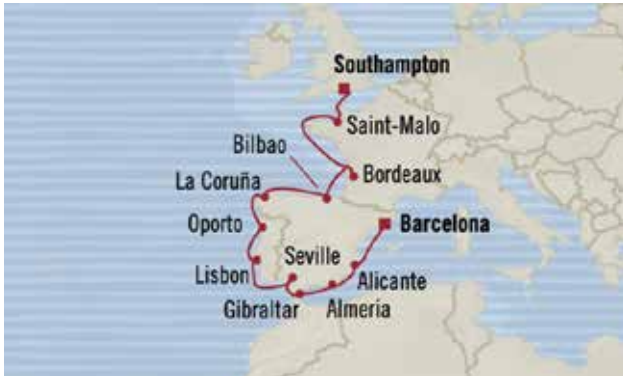 Southampton
Saint-Malo
Bilbao
Bordeaux
La Coruña
Oporto
Barcelona
Seville
Lisbon
Alicante
Gibraltar
Almeria